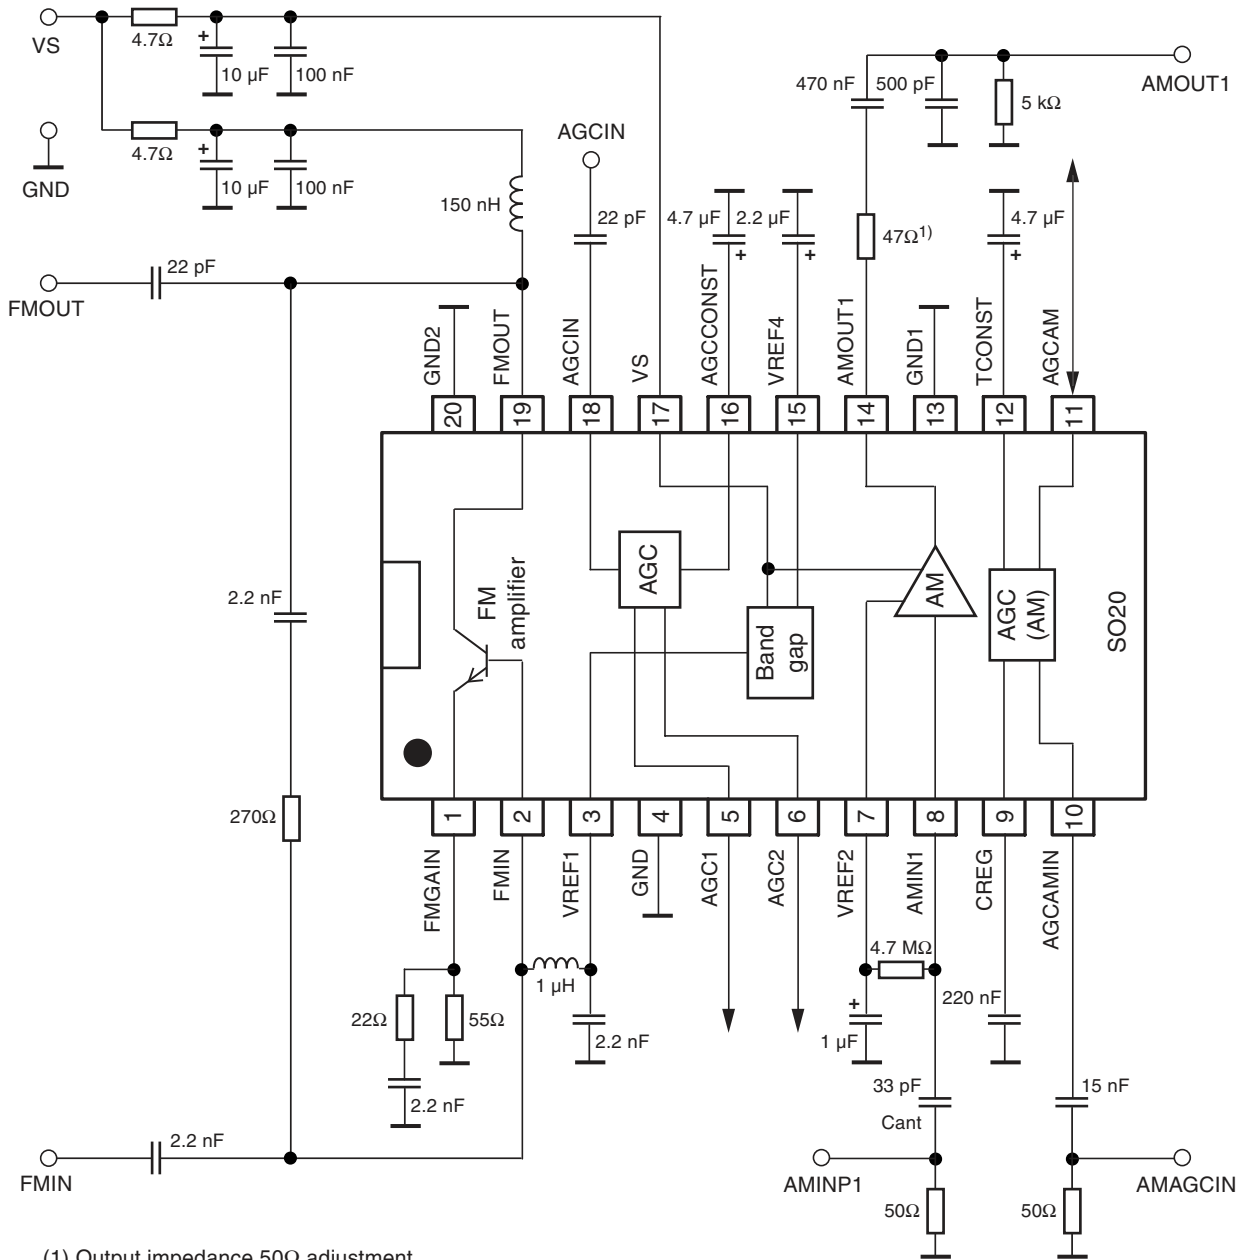 VS
4.7Ω
+
10 µF
100 nF
4.7Ω
+
10 µF
100 nF
GND
150 nH
AGCIN
22 pF
4.7 µF
+
2.2 µF
+
470 nF
500 pF
5 kΩ
AMOUT1
47Ω1)
4.7 µF
+
22 pF
FMOUT
GND2
FMOUT
AGCIN
VS
AGCCONST
VREF4
AMOUT1
GND1
TCONST
AGCAM
20
19
18
17
16
15
14
13
12
11
FM
amplifier
AGC
Band
gap
AM
AGC
(AM)
SO20
2.2 nF
270Ω
1
2
3
4
5
6
7
8
9
10
FMGAIN
FMIN
VREF1
GND
AGC1
AGC2
VREF2
AMIN1
CREG
AGCAMIN
22Ω
55Ω
2.2 nF
1 µH
2.2 nF
4.7 MΩ
+
1 µF
220 nF
33 pF
Cant
15 nF
2.2 nF
FMIN
AMINP1
50Ω
50Ω
AMAGCIN
(1) Output impedance 50Ω adjustment